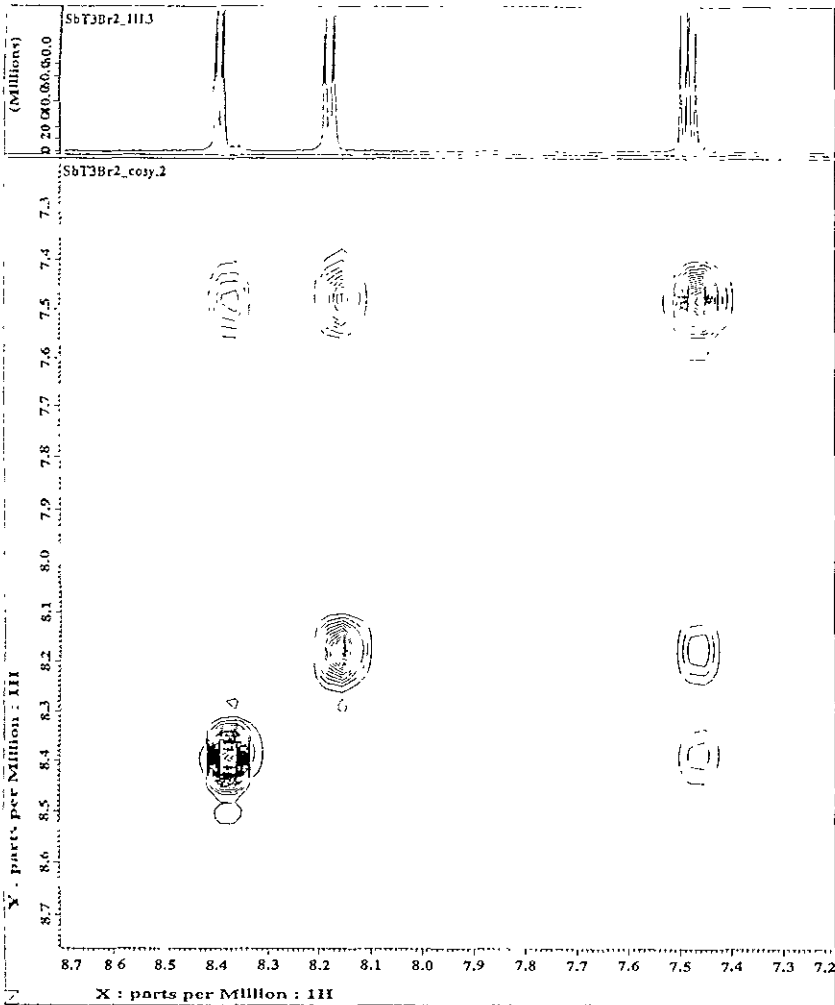 SbT3Br2_1H.3
(Millions)
SbT3Br2_cosy.2
7.3
7.4
7.5
7.6
7.7
7.8
7.9
8.0
8.1
8.2
8.3
8.4
8.5
8.6
8.7
Y : parts per Million : 1H
8.7 8.6 8.4 8.3 8.2 8.1 8.0 7.9 7.8 7.7 7.6 7.5 7.4 7.3 7.2
X : parts per Million : 1H